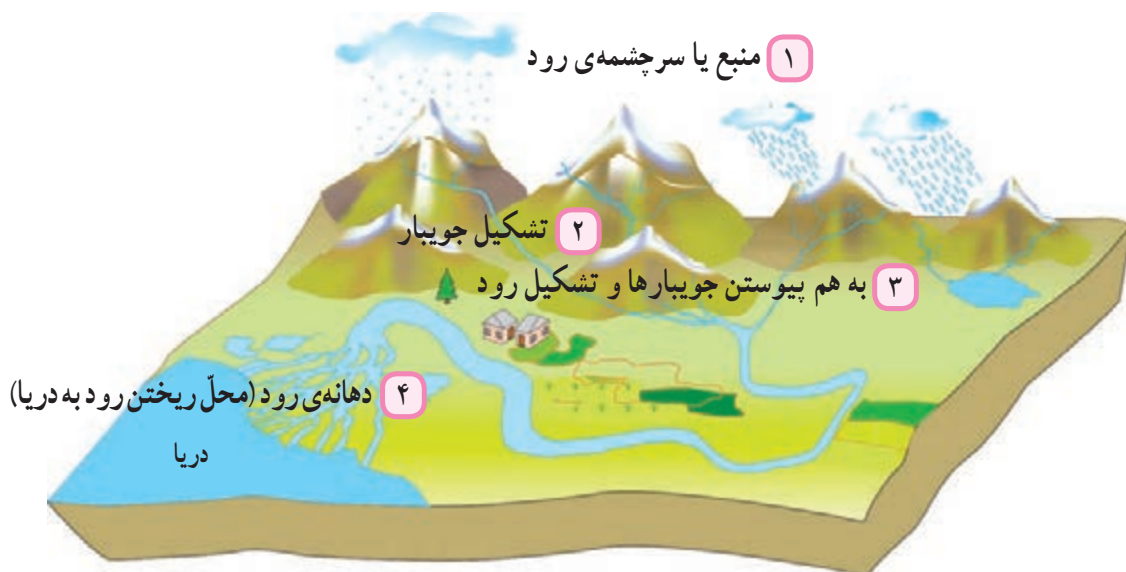 ۱ منبع یا سرچشمه‌ی رود
۲ تشکیل جویبار
۳ به هم پیوستن جویبارها و تشکیل رود
۴ دهانه‌ی رود (محلّ ریختن رود به دریا)
دریا